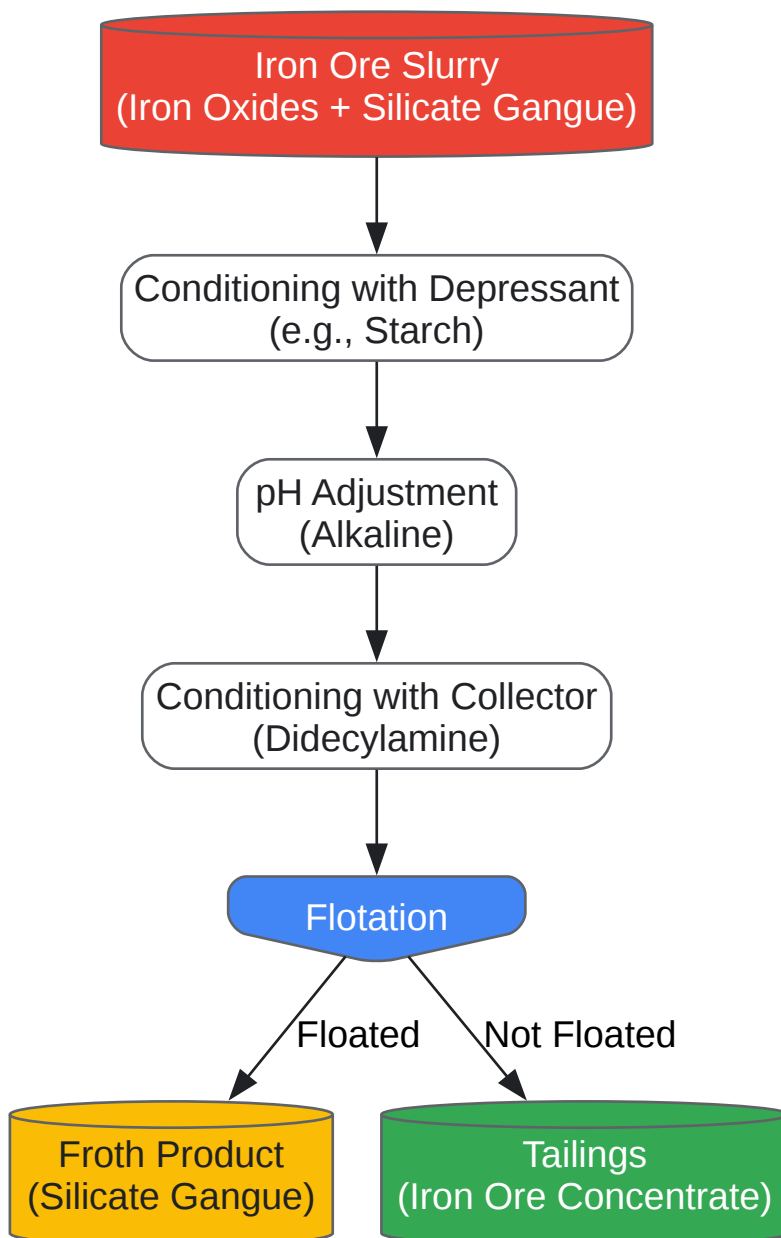 Iron Ore Slurry
(Iron Oxides + Silicate Gangue)
Conditioning with Depressant
(e.g., Starch)
pH Adjustment
(Alkaline)
Conditioning with Collector
(Didecylamine)
Flotation
Floated
Not Floated
Froth Product
(Silicate Gangue)
Tailings
(Iron Ore Concentrate)